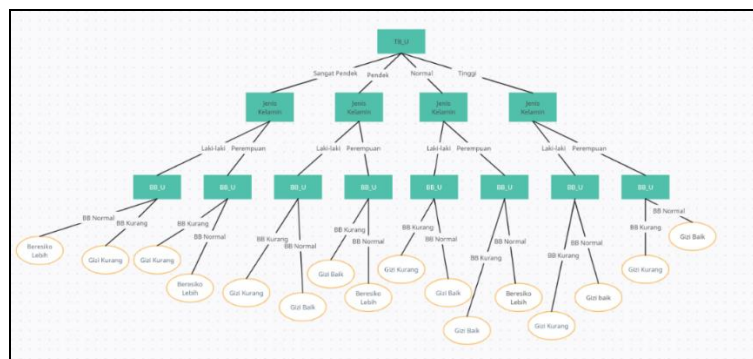 TB_U
Sangat Pendek
Pendek
Normal
Tinggi
Jenis
Kelamin
Jenis
Kelamin
Jenis
Kelamin
Jenis
Kelamin
Laki-laki
Perempuan
Laki-laki
Perempuan
Laki-laki
Perempuan
Laki-laki
Perempuan
BB_U
BB_U
BB_U
BB_U
BB_U
BB_U
BB_U
BB_U
BB Normal
BB Kurang
BB Kurang
BB Normal
BB Kurang
BB Normal
BB Kurang
BB Normal
BB Kurang
BB Normal
BB Kurang
BB Normal
BB Kurang
BB Normal
BB Kurang
BB Normal
Beresiko
Lebih
Gizi Kurang
Gizi Kurang
Beresiko
Lebih
Gizi Kurang
Gizi Baik
Gizi Baik
Beresiko
Lebih
Gizi Kurang
Gizi Baik
Gizi Baik
Beresiko
Lebih
Gizi Kurang
Gizi baik
Gizi Kurang
Gizi Baik